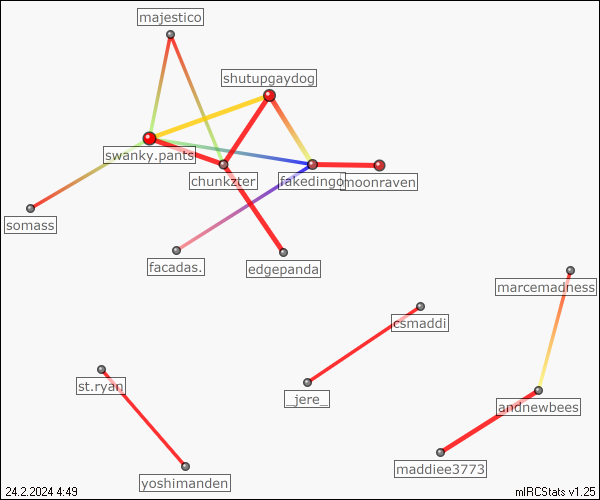 majestico
shutupgaydog
swanky.pants
chunkzter
fakedingo
moonraven
somass
facadas.
edgepanda
marcemadness
csmaddi
st.ryan
_jere_
andnewbees
maddiee3773
yoshimanden
24.2.2024 4:49
mIRCStats v1.25